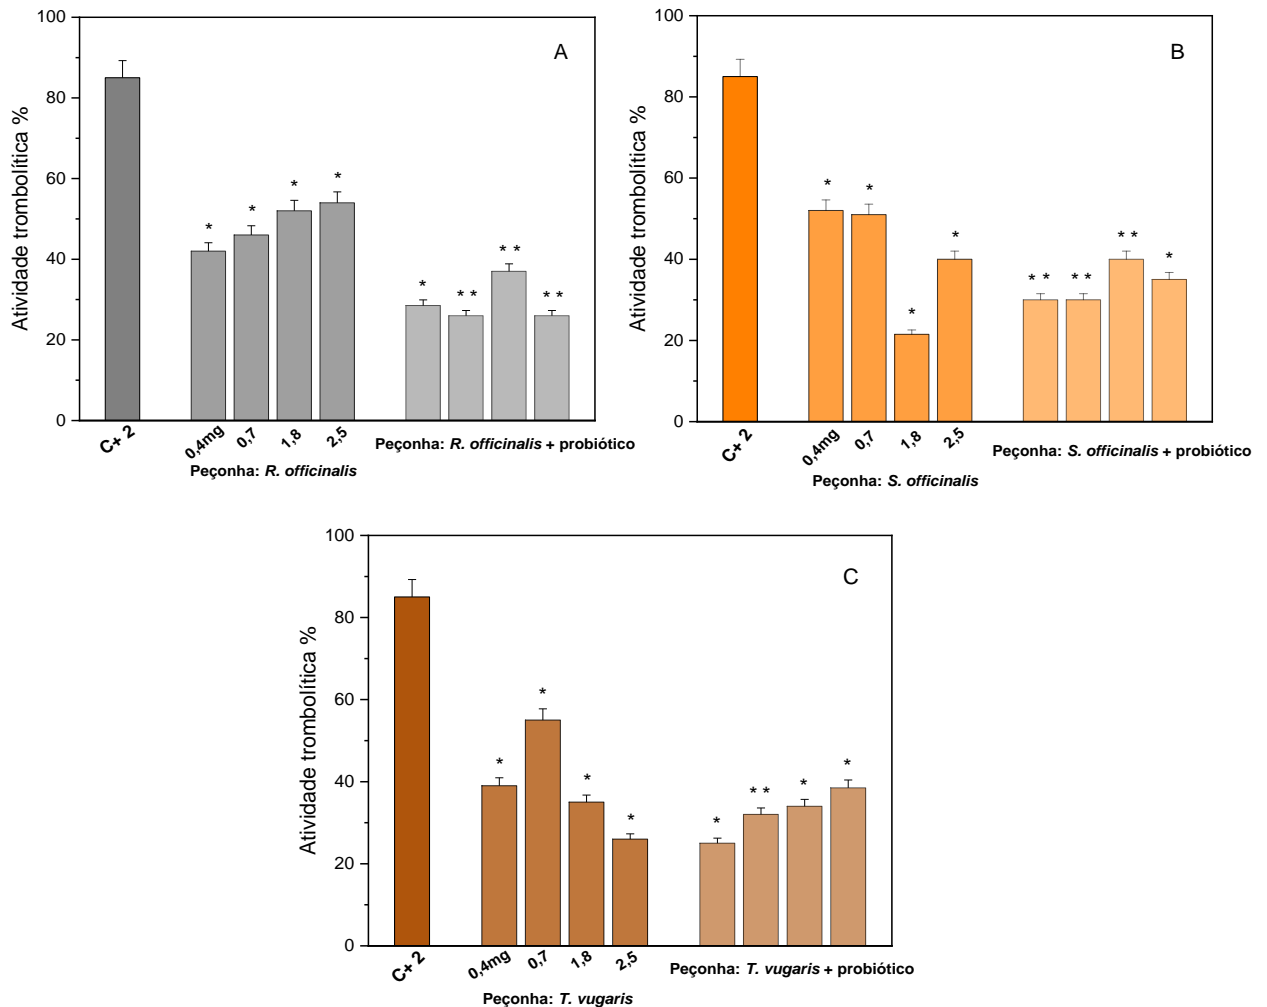 A
Atividade trombolítica %
100
80
60
40
20
0
*
*
*
*
*
* *
* *
* *
C+ 2
0,4mg
0,7
1,8
2,5
Peçonha: R. officinalis
Peçonha: R. officinalis + probiótico
B
Atividade trombolítica %
100
80
60
40
20
0
*
*
*
*
* *
* *
* *
*
C+ 2
0,4mg
0,7
1,8
2,5
Peçonha: S. officinalis
Peçonha: S. officinalis + probiótico
C
Atividade trombolítica %
100
80
60
40
20
0
*
*
*
*
*
* *
*
*
C+ 2
0,4mg
0,7
1,8
2,5
Peçonha: T. vugaris
Peçonha: T. vugaris + probiótico